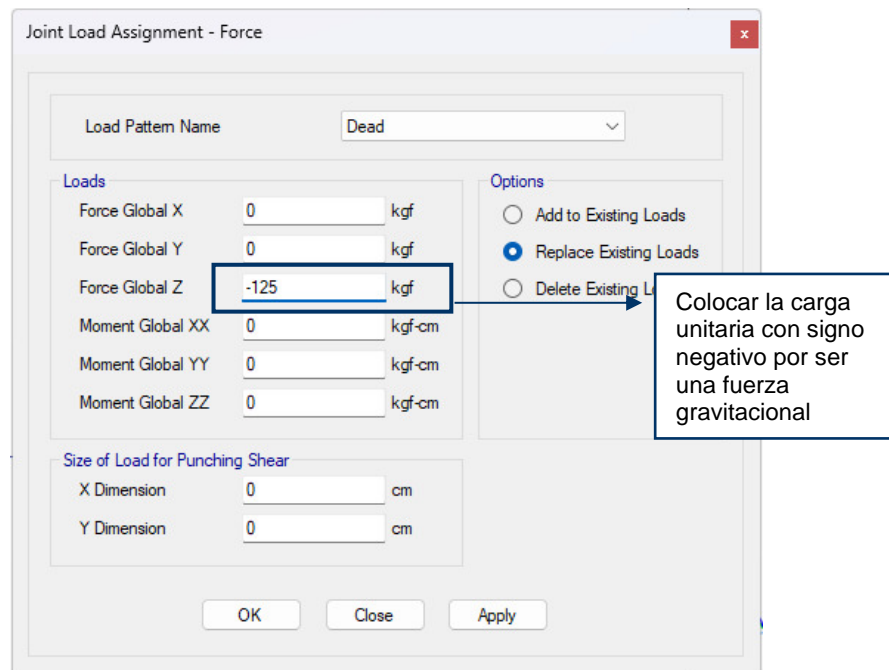 Joint Load Assignment - Force
x
Load Pattern Name Dead
Loads
Force Global X 0 kgf
Force Global Y 0 kgf
Force Global Z -125 kgf
Moment Global XX 0 kgf-cm
Moment Global YY 0 kgf-cm
Moment Global ZZ 0 kgf-cm
Options
Add to Existing Loads
Replace Existing Loads
Delete Existing
Colocar la carga
unitaria con signo
negativo por ser
una fuerza
gravitacional
Size of Load for Punching Shear
X Dimension 0 cm
Y Dimension 0 cm
OK Close Apply